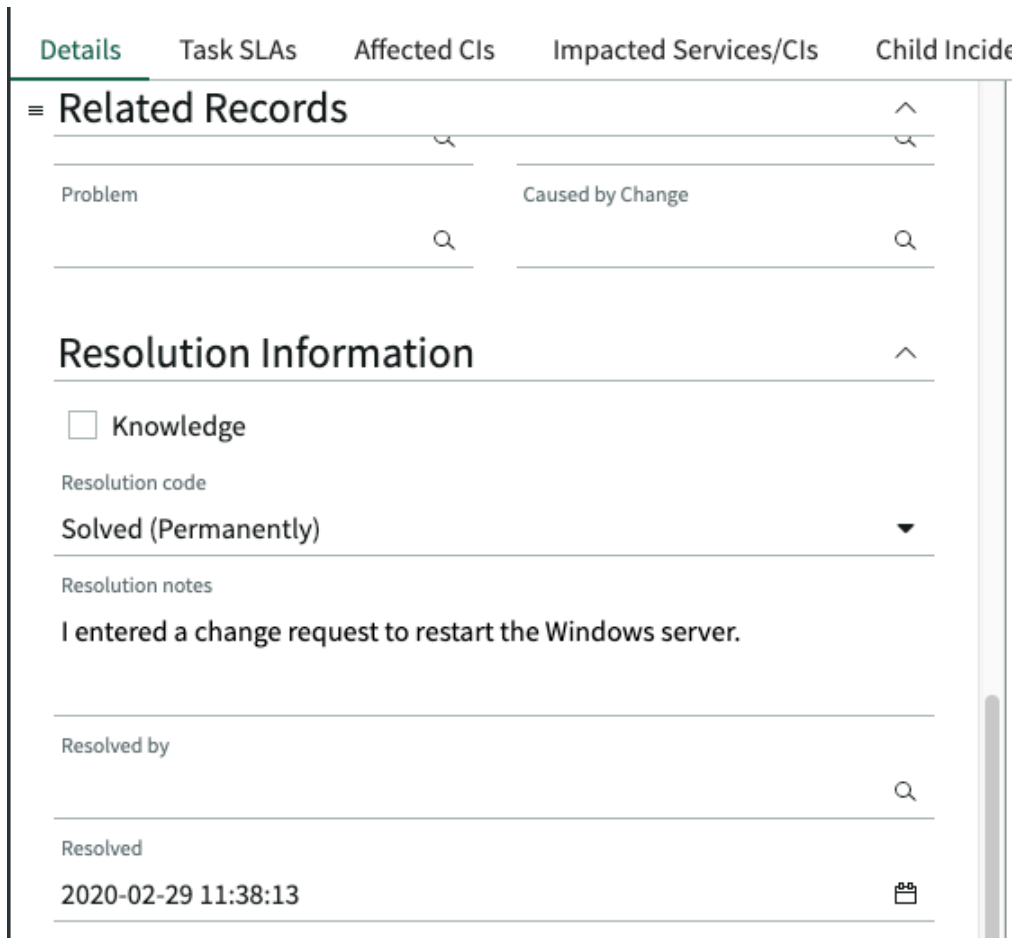 Details Task SLAs Affected CIs Impacted Services/CIs Child Incide
Related Records
Problem Caused by Change
Resolution Information
Knowledge
Resolution code
Solved (Permanently)
Resolution notes
I entered a change request to restart the Windows server.
Resolved by
Resolved
2020-02-29 11:38:13